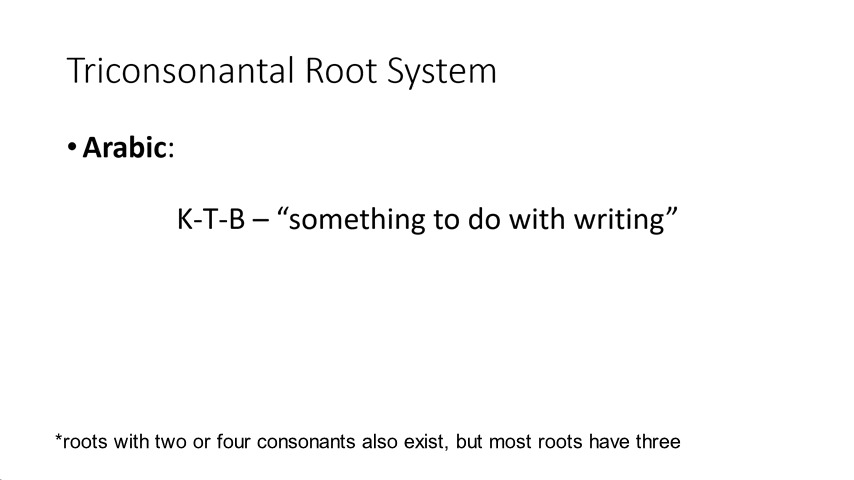 Triconsonantal Root System
• Arabic:
K-T-B – “something to do with writing”
*roots with two or four consonants also exist, but most roots have three